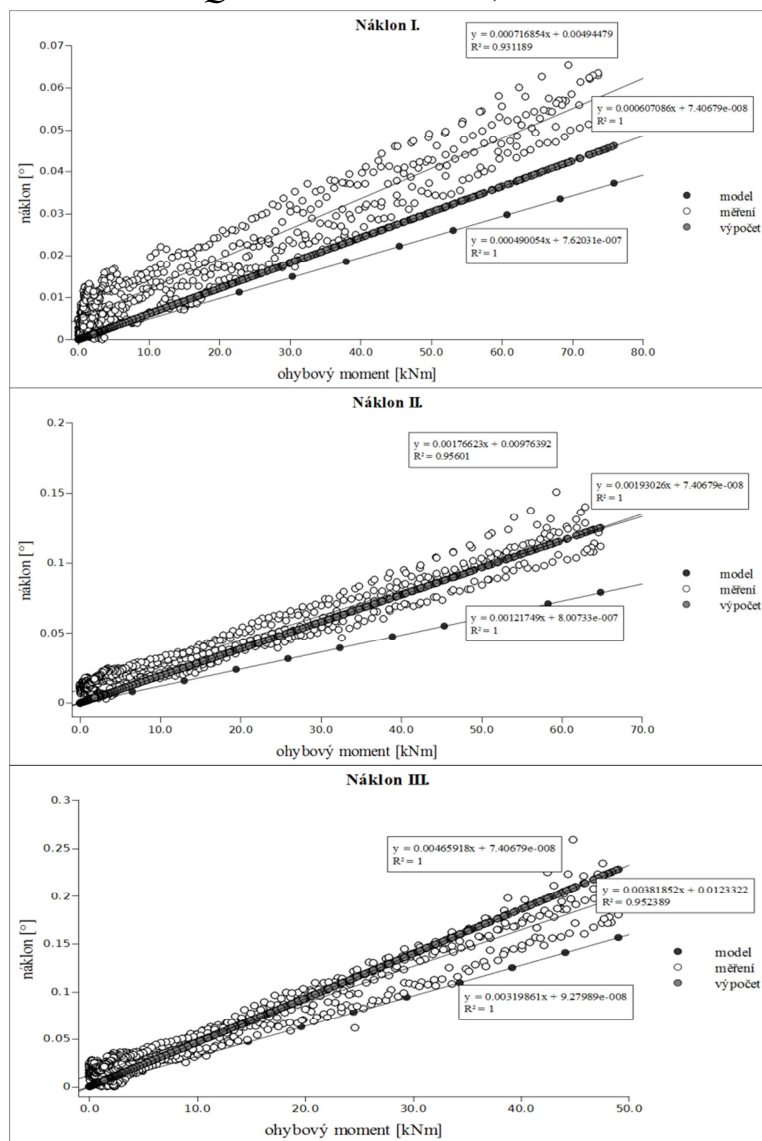 Náklon I.
y = 0.000716854x + 0.00494479
R² = 0.931189
y = 0.000607086x + 7.40679e-008
R² = 1
y = 0.000490054x + 7.62031e-007
R² = 1
0.07
0.06
0.05
0.04
0.03
0.02
0.01
0
náklon [°]
0.0 10.0 20.0 30.0 40.0 50.0 60.0 70.0 80.0
ohybový moment [kNm]
model
měření
výpočet
Náklon II.
y = 0.00176623x + 0.00976392
R² = 0.95601
y = 0.00193026x + 7.40679e-008
R² = 1
y = 0.00121749x + 8.00733e-007
R² = 1
0.2
0.15
0.1
0.05
0
náklon [°]
0.0 10.0 20.0 30.0 40.0 50.0 60.0 70.0
ohybový moment [kNm]
model
měření
výpočet
Náklon III.
y = 0.00465918x + 7.40679e-008
R² = 1
y = 0.00381852x + 0.0123322
R² = 0.952389
y = 0.00319861x + 9.27989e-008
R² = 1
0.3
0.25
0.2
0.15
0.1
0.05
0
náklon [°]
0.0 10.0 20.0 30.0 40.0 50.0
ohybový moment [kNm]
model
měření
výpočet